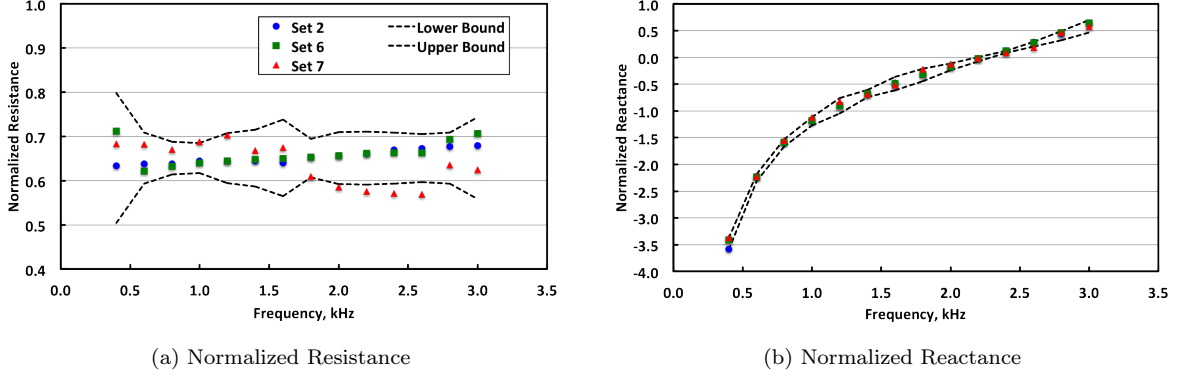 1.0
0.9
0.8
0.7
0.6
0.5
0.4
Normalized Resistance
Set 2
Set 6
Set 7
Lower Bound
Upper Bound
0.0 0.5 1.0 1.5 2.0 2.5 3.0 3.5
Frequency, kHz
(a) Normalized Resistance
1.0
0.5
0.0
-0.5
-1.0
-1.5
-2.0
-2.5
-3.0
-3.5
-4.0
Normalized Reactance
0.0 0.5 1.0 1.5 2.0 2.5 3.0 3.5
Frequency, kHz
(b) Normalized Reactance